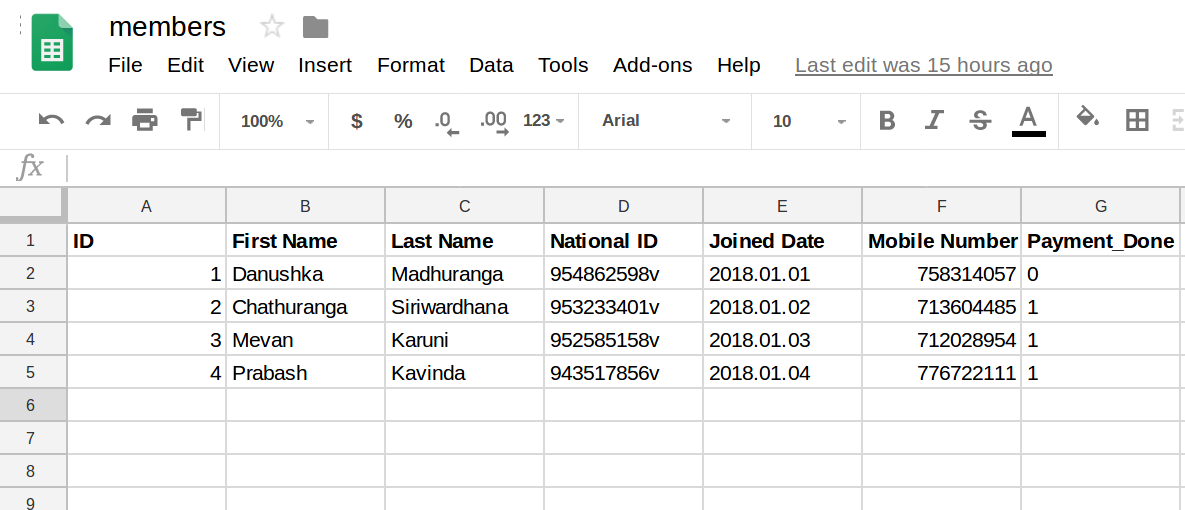 members
File Edit View Insert Format Data Tools Add-ons Help Last edit was 15 hours ago
100% $ % .0 .00 123 Arial 10 B I S A
fx
A B C D E F G
1 ID First Name Last Name National ID Joined Date Mobile Number Payment_Done
2 1 Danushka Madhuranga 954862598v 2018.01.01 758314057 0
3 2 Chathuranga Siriwardhana 953233401v 2018.01.02 713604485 1
4 3 Mevan Karuni 952585158v 2018.01.03 712028954 1
5 4 Prabash Kavinda 943517856v 2018.01.04 776722111 1
6
7
8
9